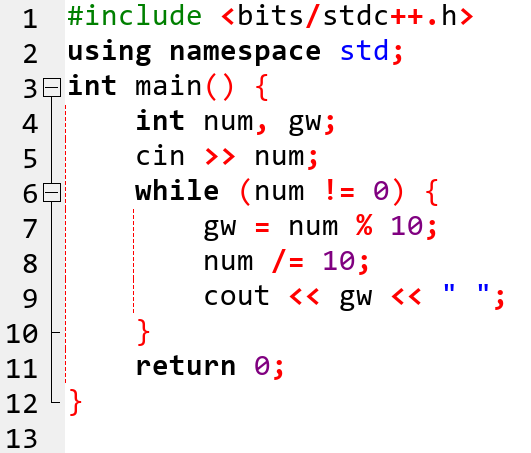 1 #include <bits/stdc++.h>
2 using namespace std;
3 int main() {
4     int num, gw;
5     cin >> num;
6     while (num != 0) {
7         gw = num % 10;
8         num /= 10;
9         cout << gw << " ";
10     }
11     return 0;
12 }
13